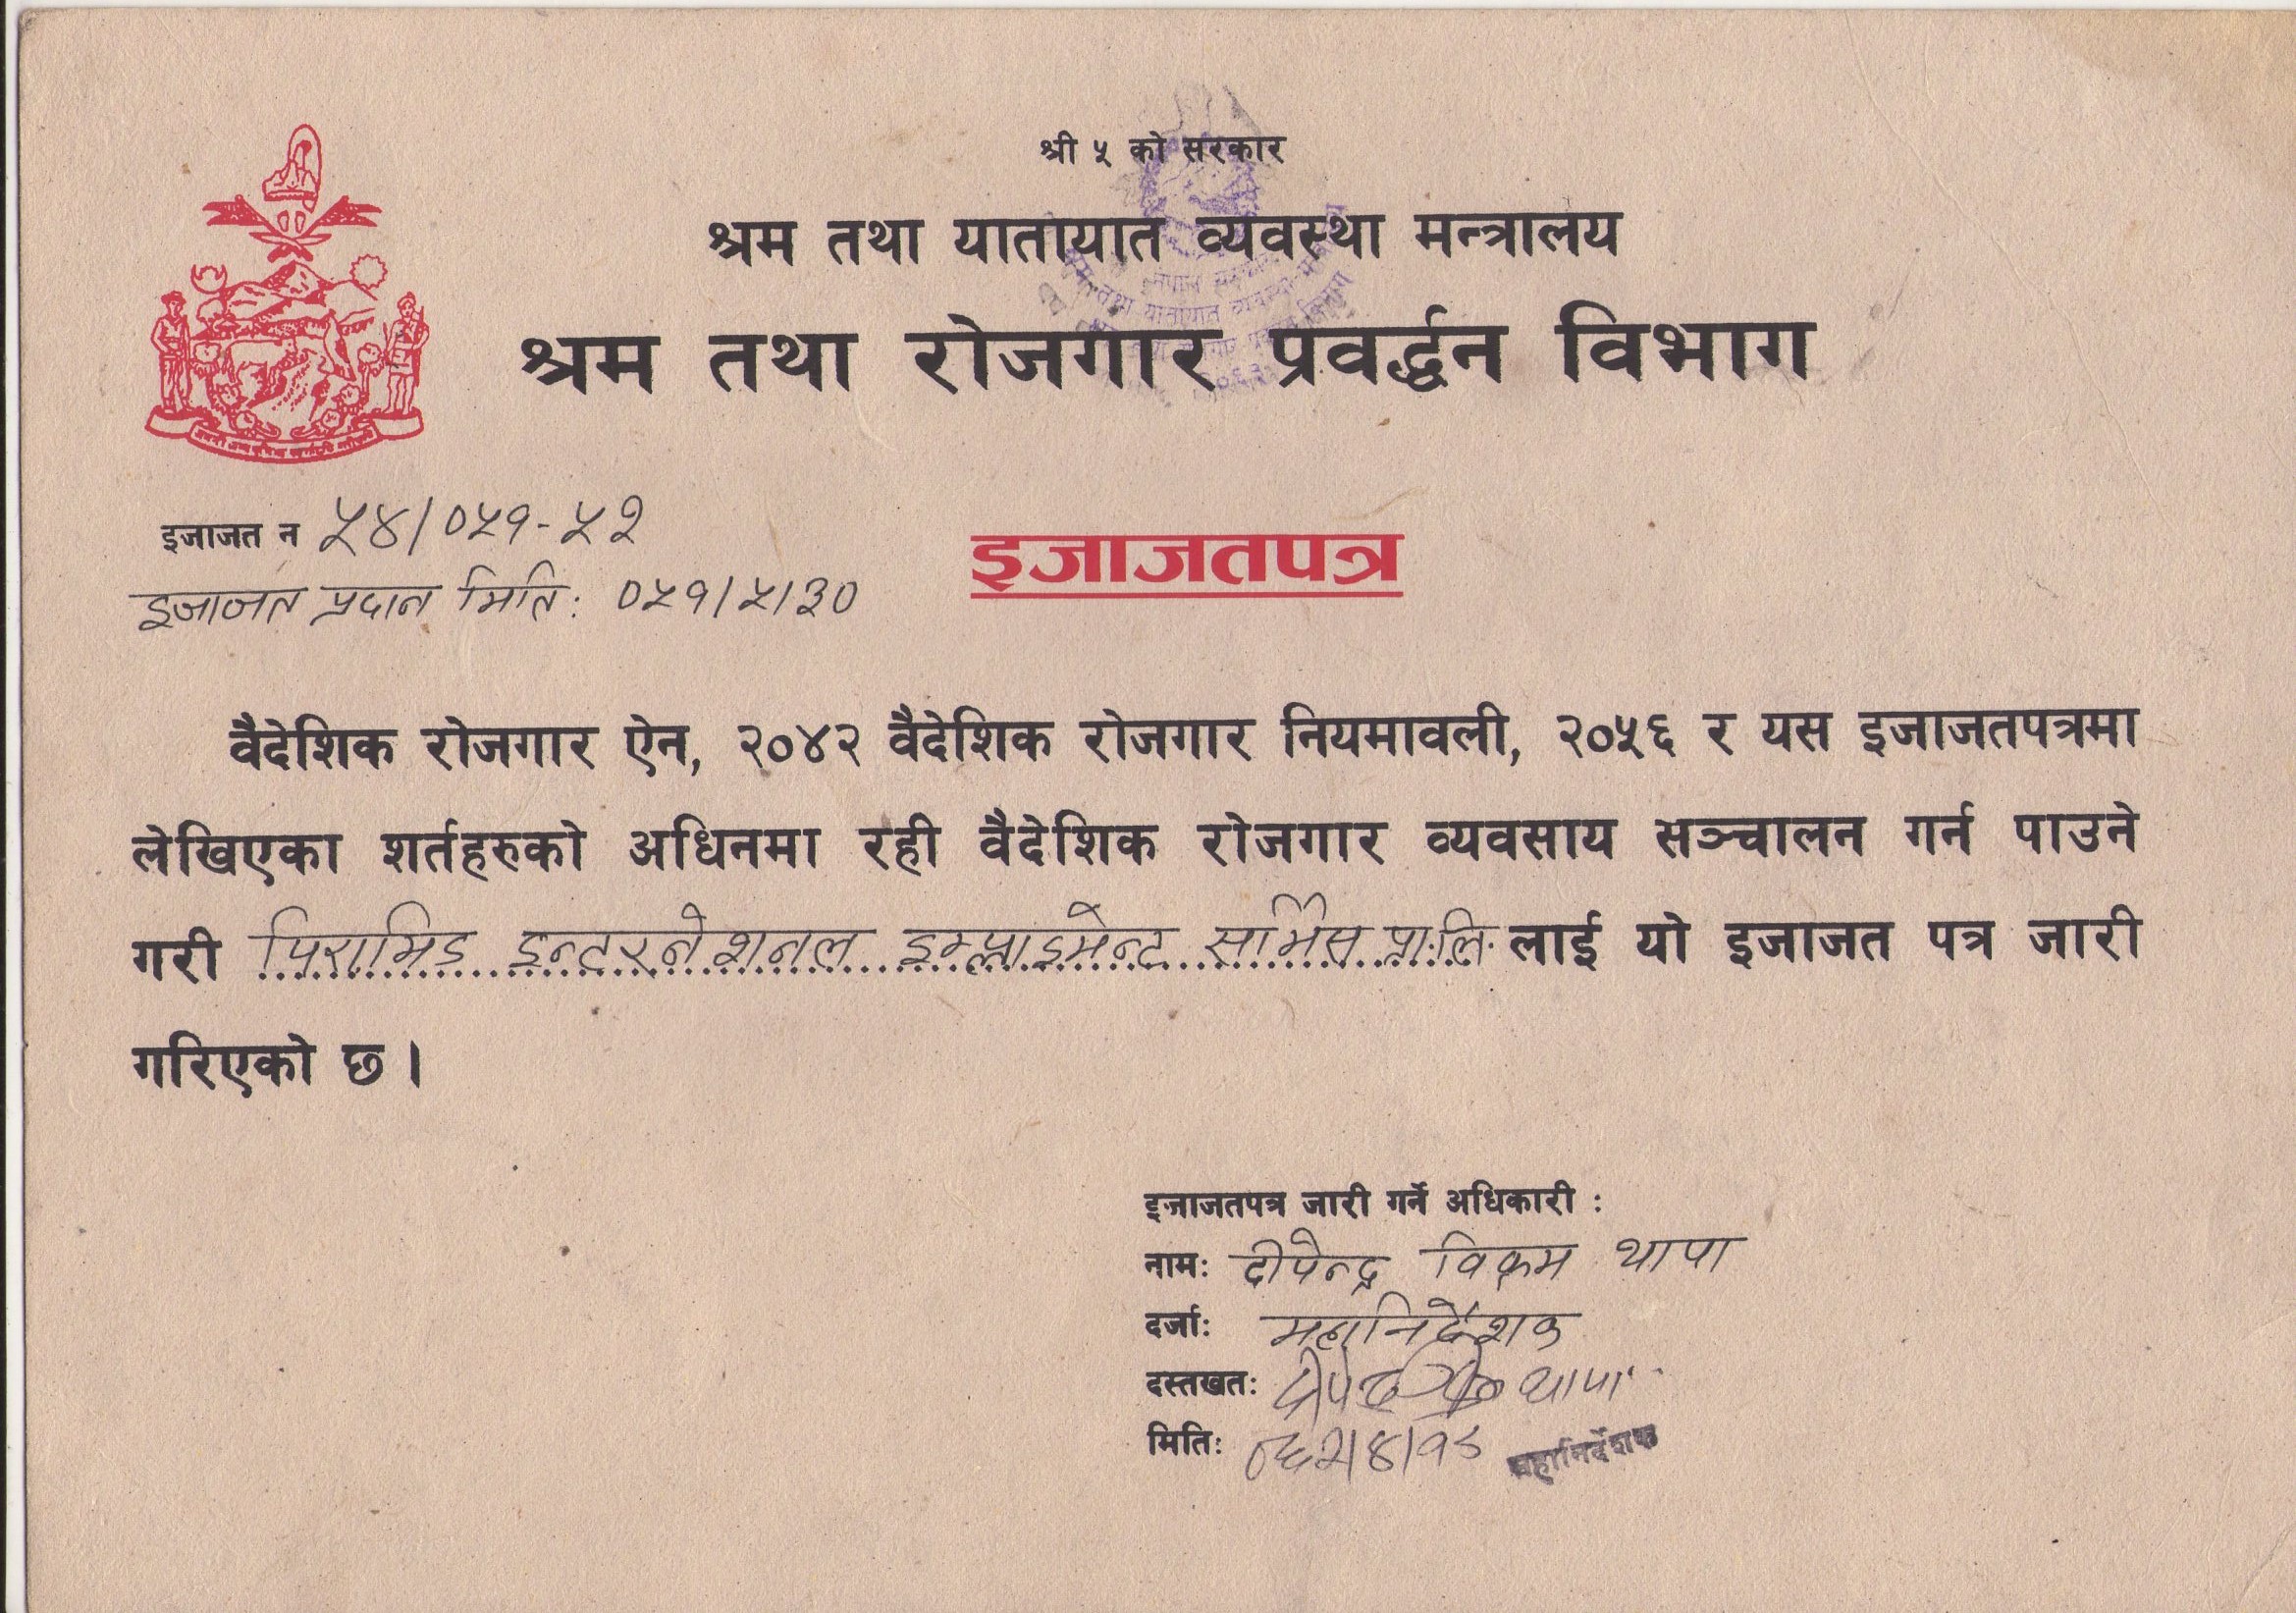 श्री ५ को सरकार
श्रम तथा यातायात व्यवस्था मन्त्रालय
श्रम तथा रोजगार प्रवर्द्धन विभाग
इजाजत न ५४/०५१-५२
इजाजतपत्र
इजाजत प्रदान मिति: ०५१/५/३०
वैदेशिक रोजगार ऐन, २०४२ वैदेशिक रोजगार नियमावली, २०५६ र यस इजाजतपत्रमा
लेखिएका शर्तहरुको अधिनमा रही वैदेशिक रोजगार व्यवसाय सञ्चालन गर्न पाउने
गरी पिरामिड इन्टरनेशनल इम्प्लाइमेन्ट सर्भिस प्रा.लि. लाई यो इजाजत पत्र जारी
गरिएको छ ।
इजाजतपत्र जारी गर्ने अधिकारी :
नाम: दीपेन्द्र विक्रम थापा
दर्जा: महानिर्देशक
दस्तखत: थापा
मिति: ०६२/४/१८
महानिर्देशक